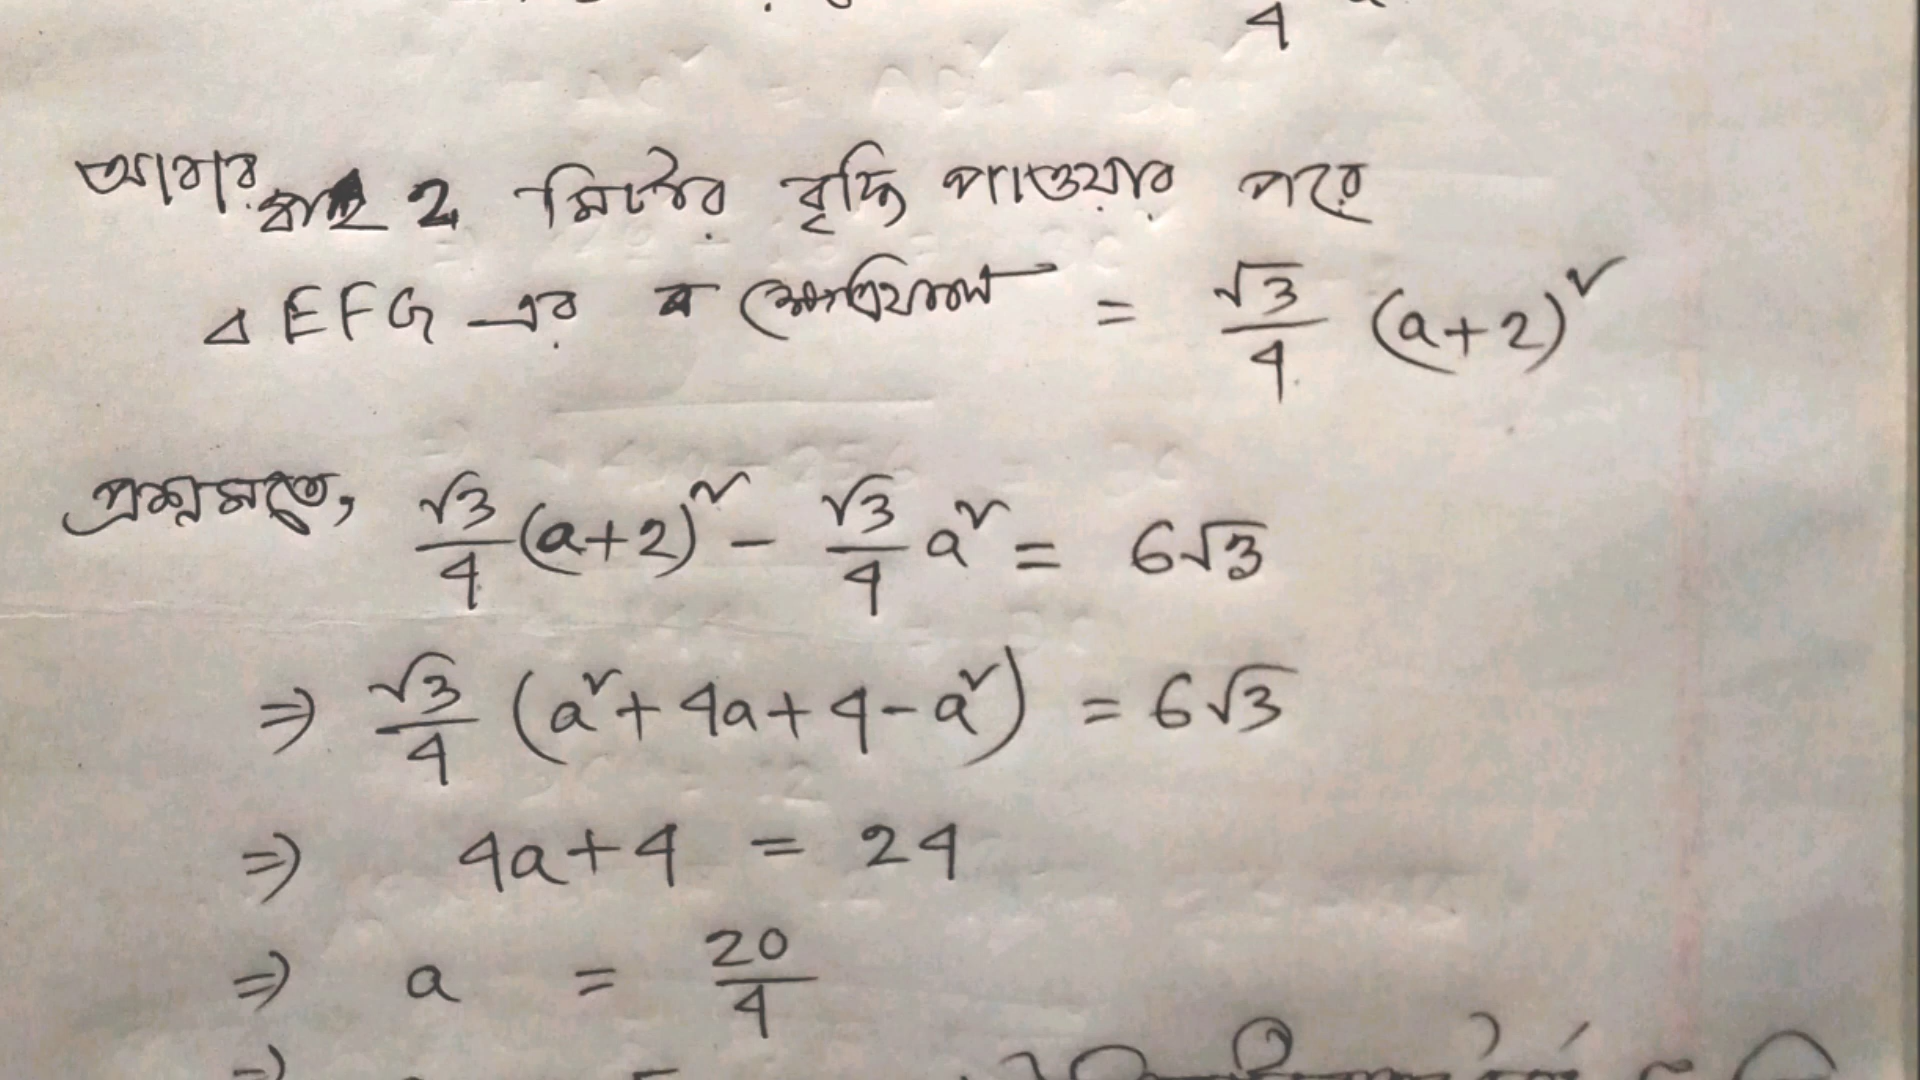 4
আবার বাহু 2 মিটার বৃদ্ধি পাওয়ার পরে
Δ EFG এর ক্ষেত্রফল = √3/4 (a+2)²
প্রশ্নমতে, √3/4 (a+2)² - √3/4 a² = 6√3
⇒ √3/4 (a² + 4a + 4 - a²) = 6√3
⇒ 4a + 4 = 24
⇒ a = 20/4